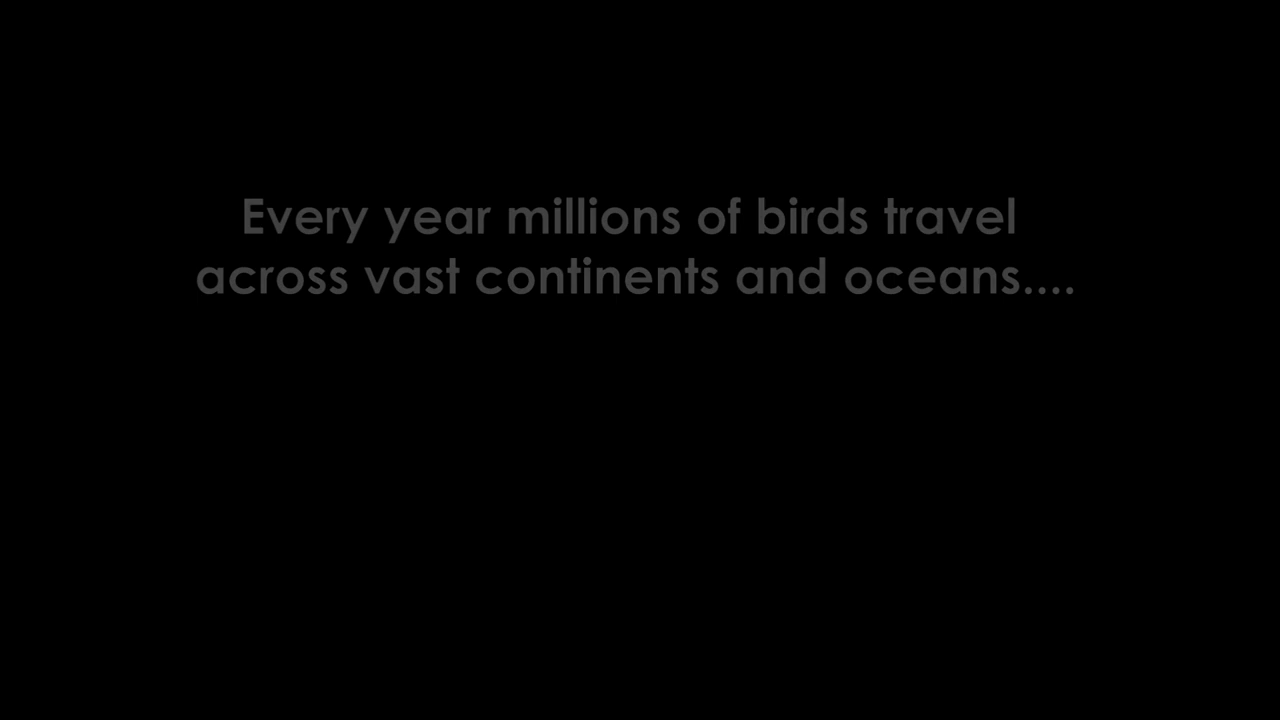 Every year millions of birds travel
across vast continents and oceans....